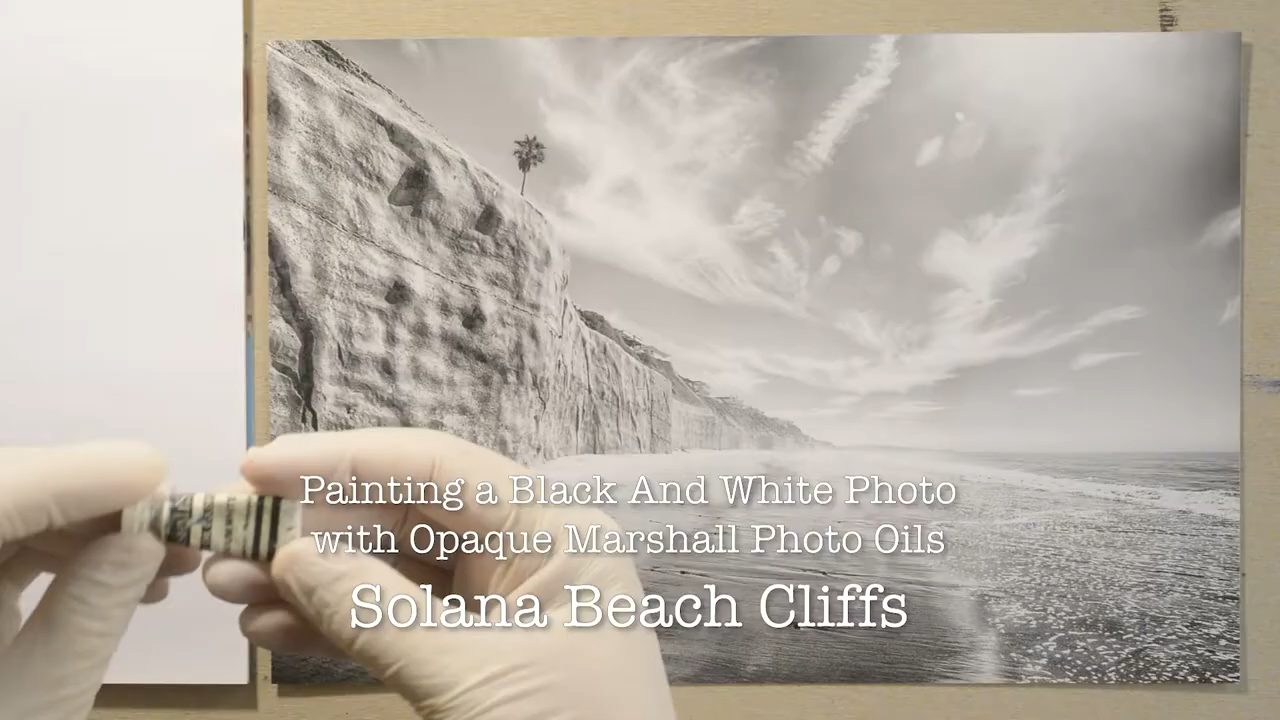 Painting a Black And White Photo
with Opaque Marshall Photo Oils
Solana Beach Cliffs